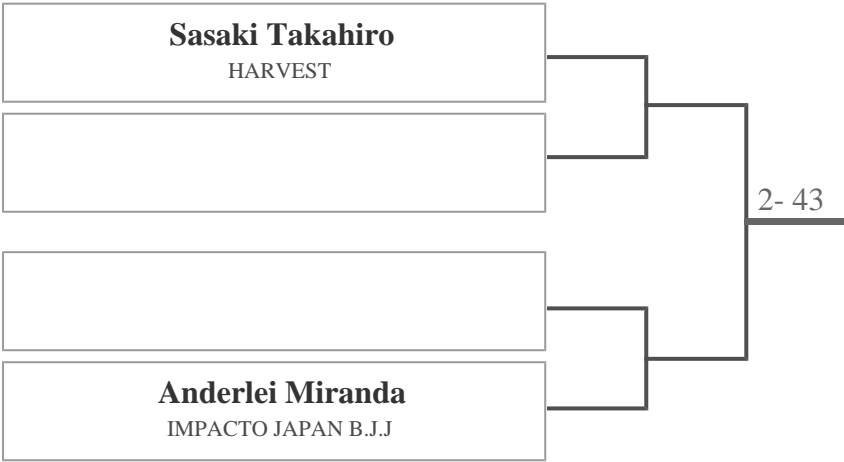 Sasaki Takahiro
HARVEST
2- 43
Anderlei Miranda
IMPACTO JAPAN B.J.J